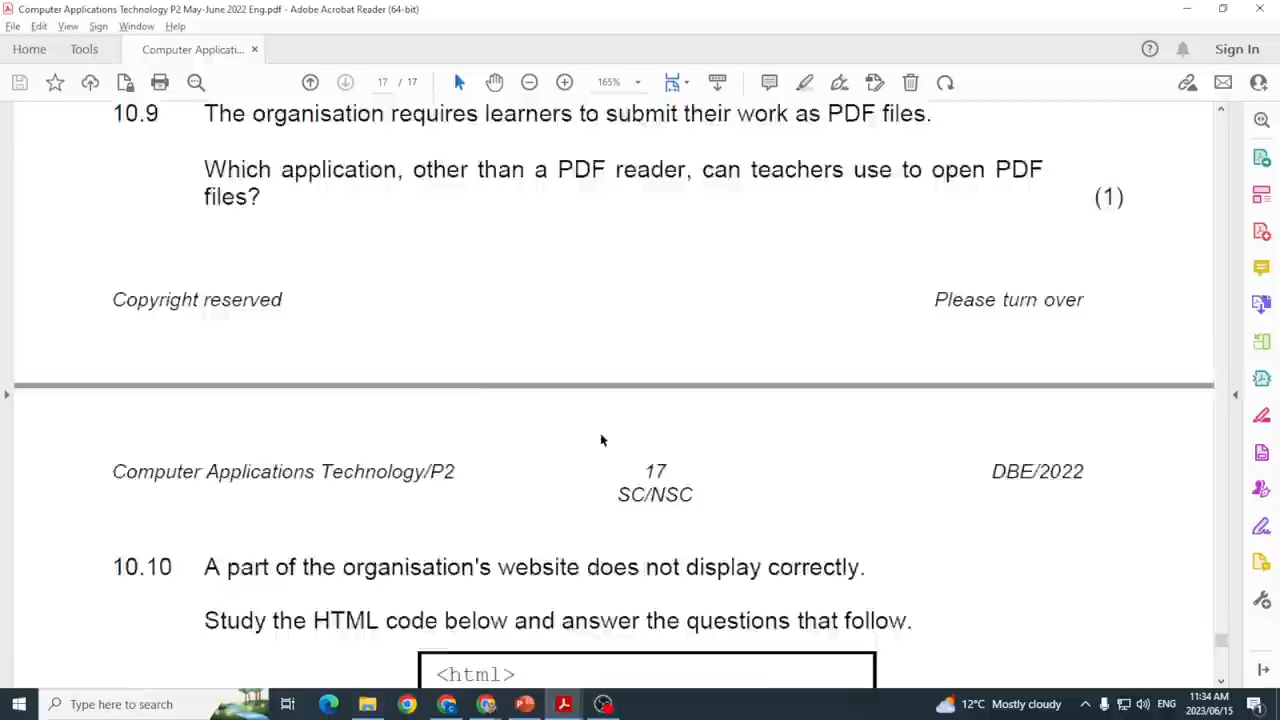 Computer Applications Technology P2 May-June 2022 Eng.pdf - Adobe Acrobat Reader (64-bit)
File Edit View Sign Window Help
Home Tools Computer Applicati... × Sign In
17 / 17 165%
10.9 The organisation requires learners to submit their work as PDF files.
Which application, other than a PDF reader, can teachers use to open PDF
files? (1)
Copyright reserved Please turn over
Computer Applications Technology/P2 17 DBE/2022
SC/NSC
10.10 A part of the organisation's website does not display correctly.
Study the HTML code below and answer the questions that follow.
<html>
Type here to search 12°C Mostly cloudy ENG 11:34 AM
2023/06/15